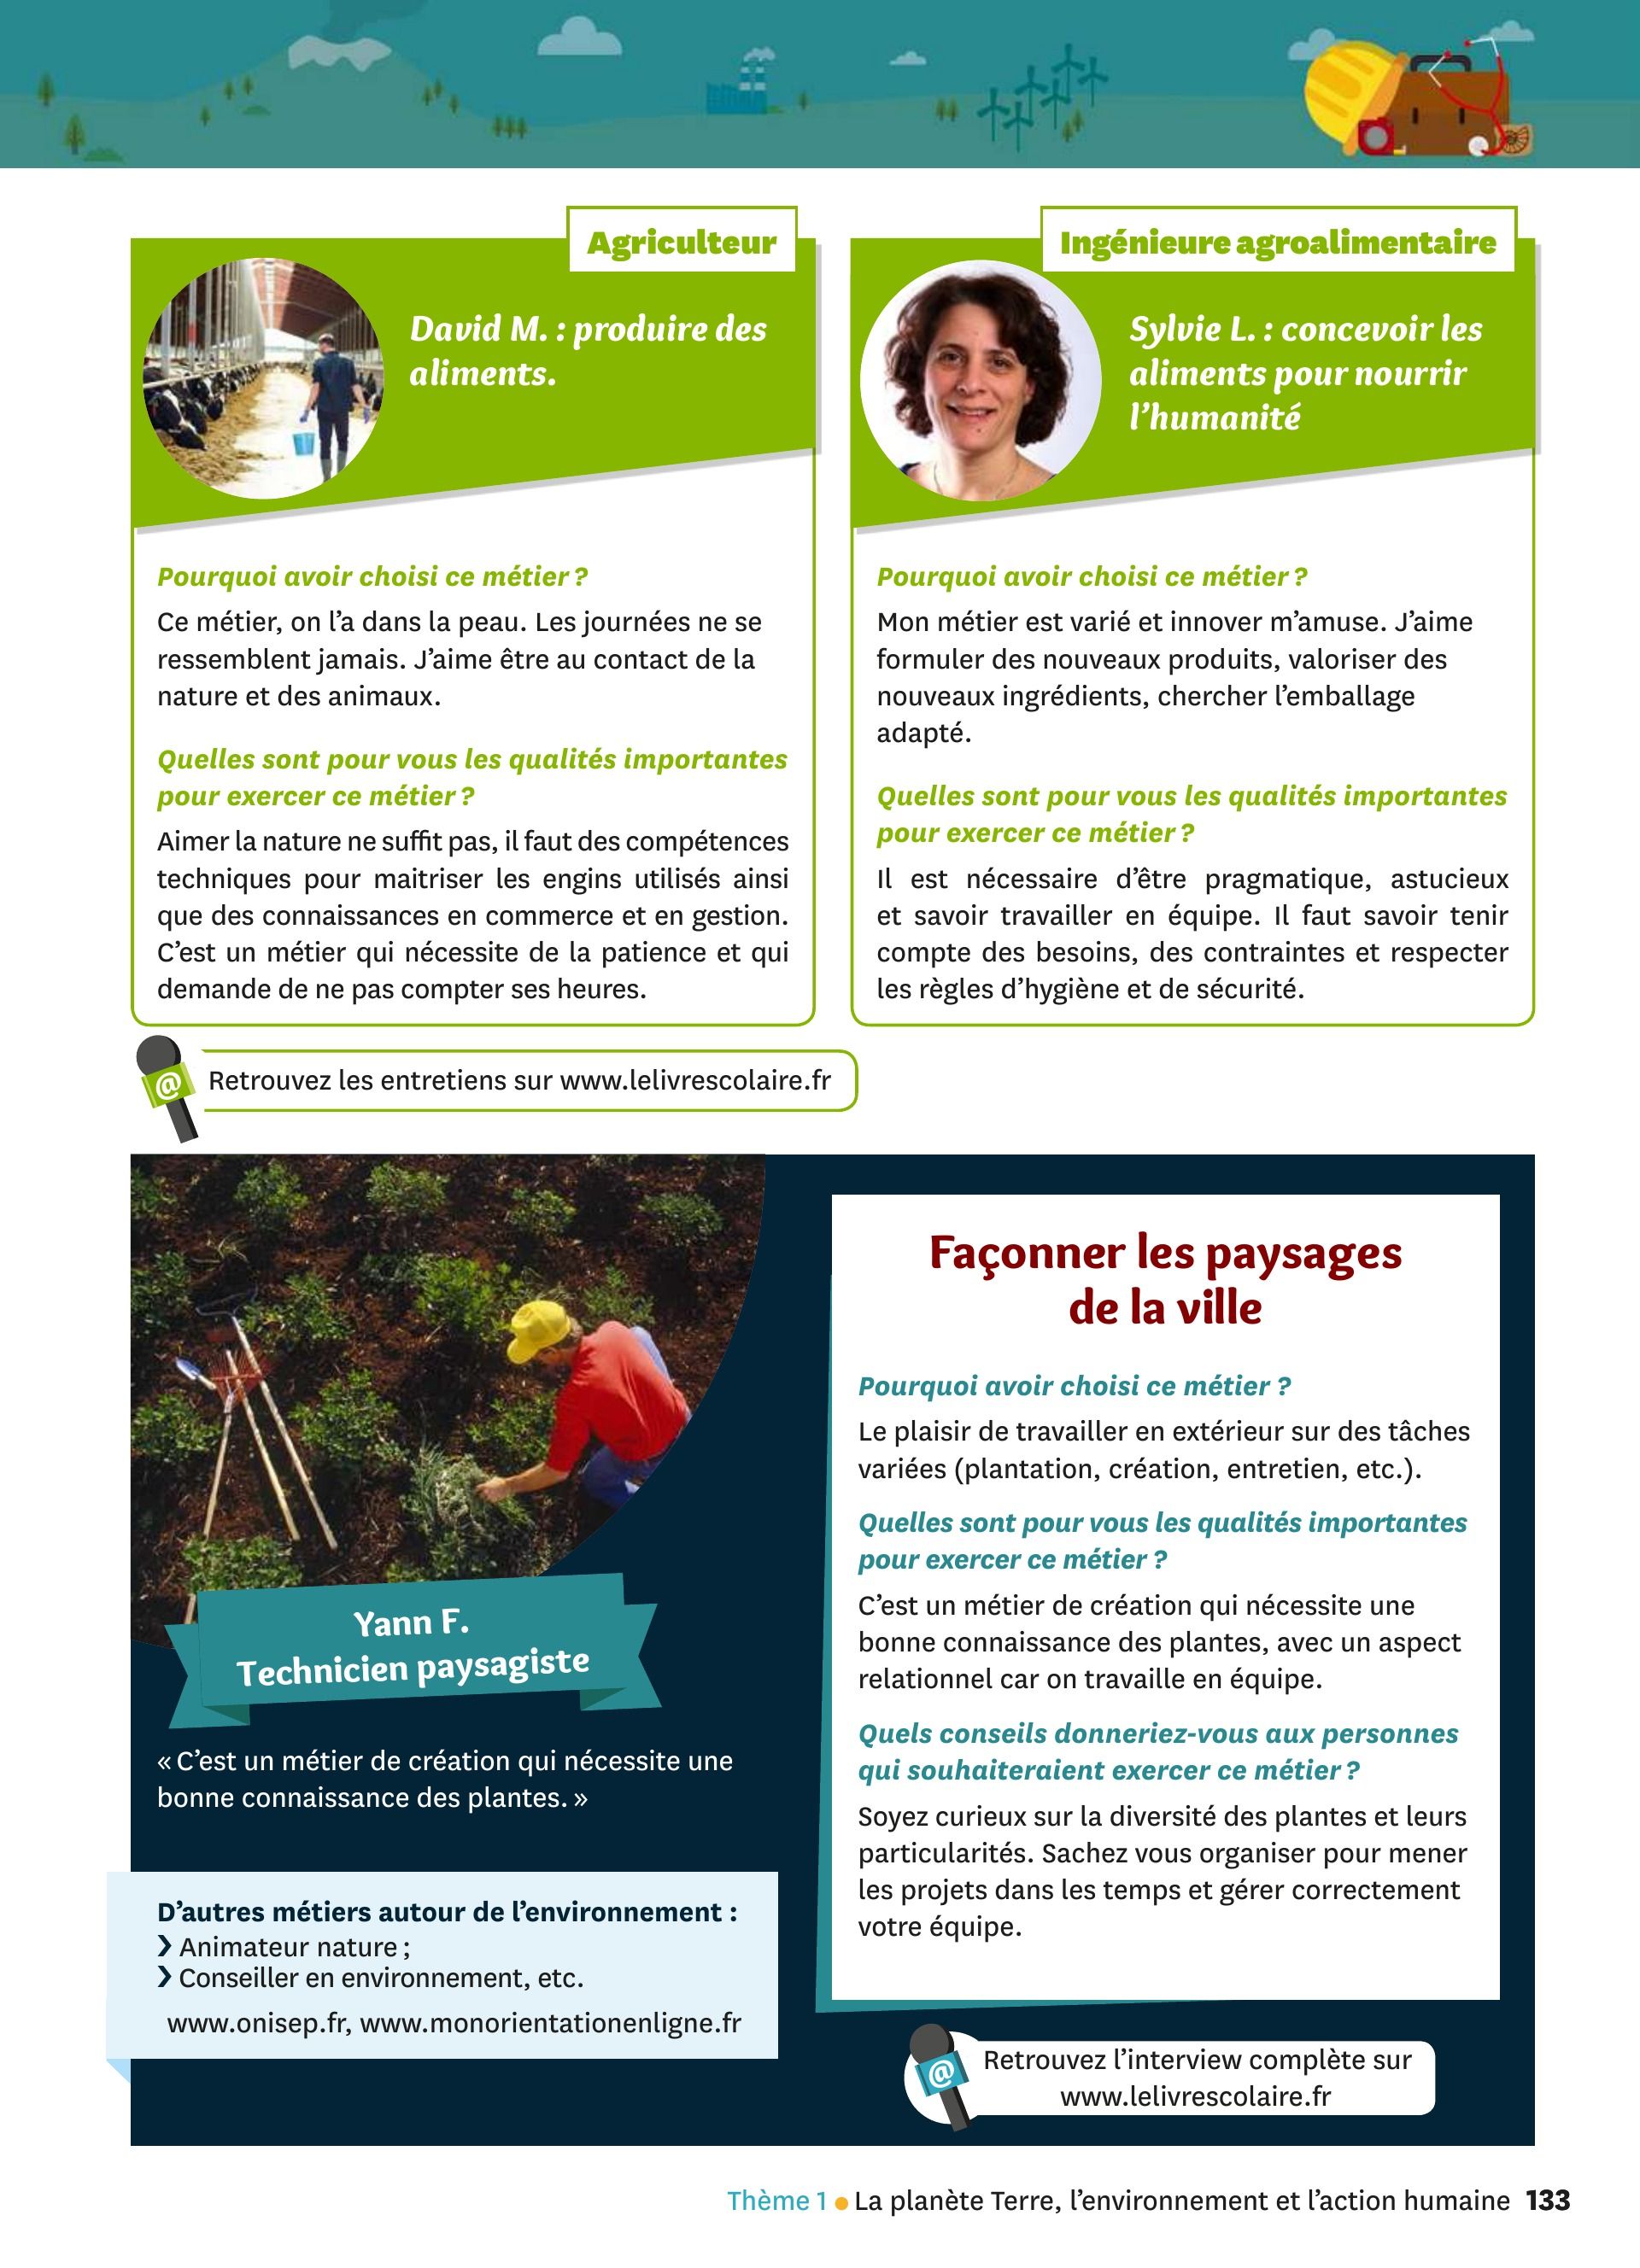 Agriculteur
David M. : produire des
aliments.
Pourquoi avoir choisi ce métier ?
Ce métier, on l’a dans la peau. Les journées ne se
ressemblent jamais. J’aime être au contact de la
nature et des animaux.
Quelles sont pour vous les qualités importantes
pour exercer ce métier ?
Aimer la nature ne suffit pas, il faut des compétences
techniques pour maitriser les engins utilisés ainsi
que des connaissances en commerce et en gestion.
C’est un métier qui nécessite de la patience et qui
demande de ne pas compter ses heures.
Ingénieure agroalimentaire
Sylvie L. : concevoir les
aliments pour nourrir
l’humanité
Pourquoi avoir choisi ce métier ?
Mon métier est varié et innover m’amuse. J’aime
formuler des nouveaux produits, valoriser des
nouveaux ingrédients, chercher l’emballage
adapté.
Quelles sont pour vous les qualités importantes
pour exercer ce métier ?
Il est nécessaire d’être pragmatique, astucieux
et savoir travailler en équipe. Il faut savoir tenir
compte des besoins, des contraintes et respecter
les règles d’hygiène et de sécurité.
@ Retrouvez les entretiens sur www.lelivrescolaire.fr
Yann F.
Technicien paysagiste
« C’est un métier de création qui nécessite une
bonne connaissance des plantes. »
D’autres métiers autour de l’environnement :
❯ Animateur nature ;
❯ Conseiller en environnement, etc.
www.onisep.fr, www.monorientationenligne.fr
Façonner les paysages
de la ville
Pourquoi avoir choisi ce métier ?
Le plaisir de travailler en extérieur sur des tâches
variées (plantation, création, entretien, etc.).
Quelles sont pour vous les qualités importantes
pour exercer ce métier ?
C’est un métier de création qui nécessite une
bonne connaissance des plantes, avec un aspect
relationnel car on travaille en équipe.
Quels conseils donneriez-vous aux personnes
qui souhaiteraient exercer ce métier ?
Soyez curieux sur la diversité des plantes et leurs
particularités. Sachez vous organiser pour mener
les projets dans les temps et gérer correctement
votre équipe.
@ Retrouvez l’interview complète sur
www.lelivrescolaire.fr
Thème 1 ● La planète Terre, l’environnement et l’action humaine 133